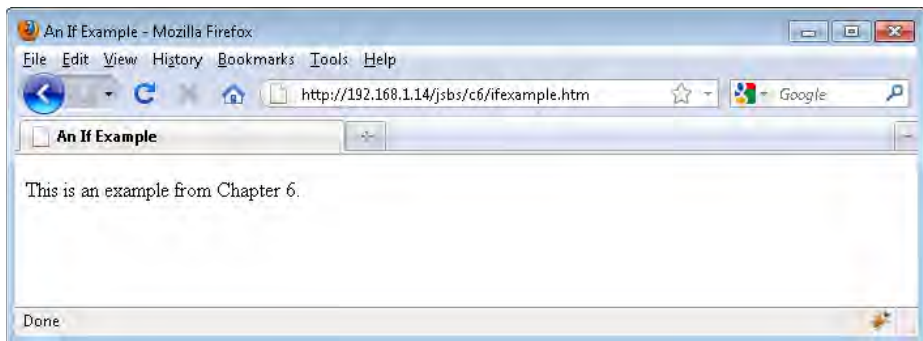 An If Example - Mozilla Firefox
File Edit View History Bookmarks Tools Help
http://192.168.1.14/jsbs/c6/ifexample.htm Google
An If Example
This is an example from Chapter 6.
Done